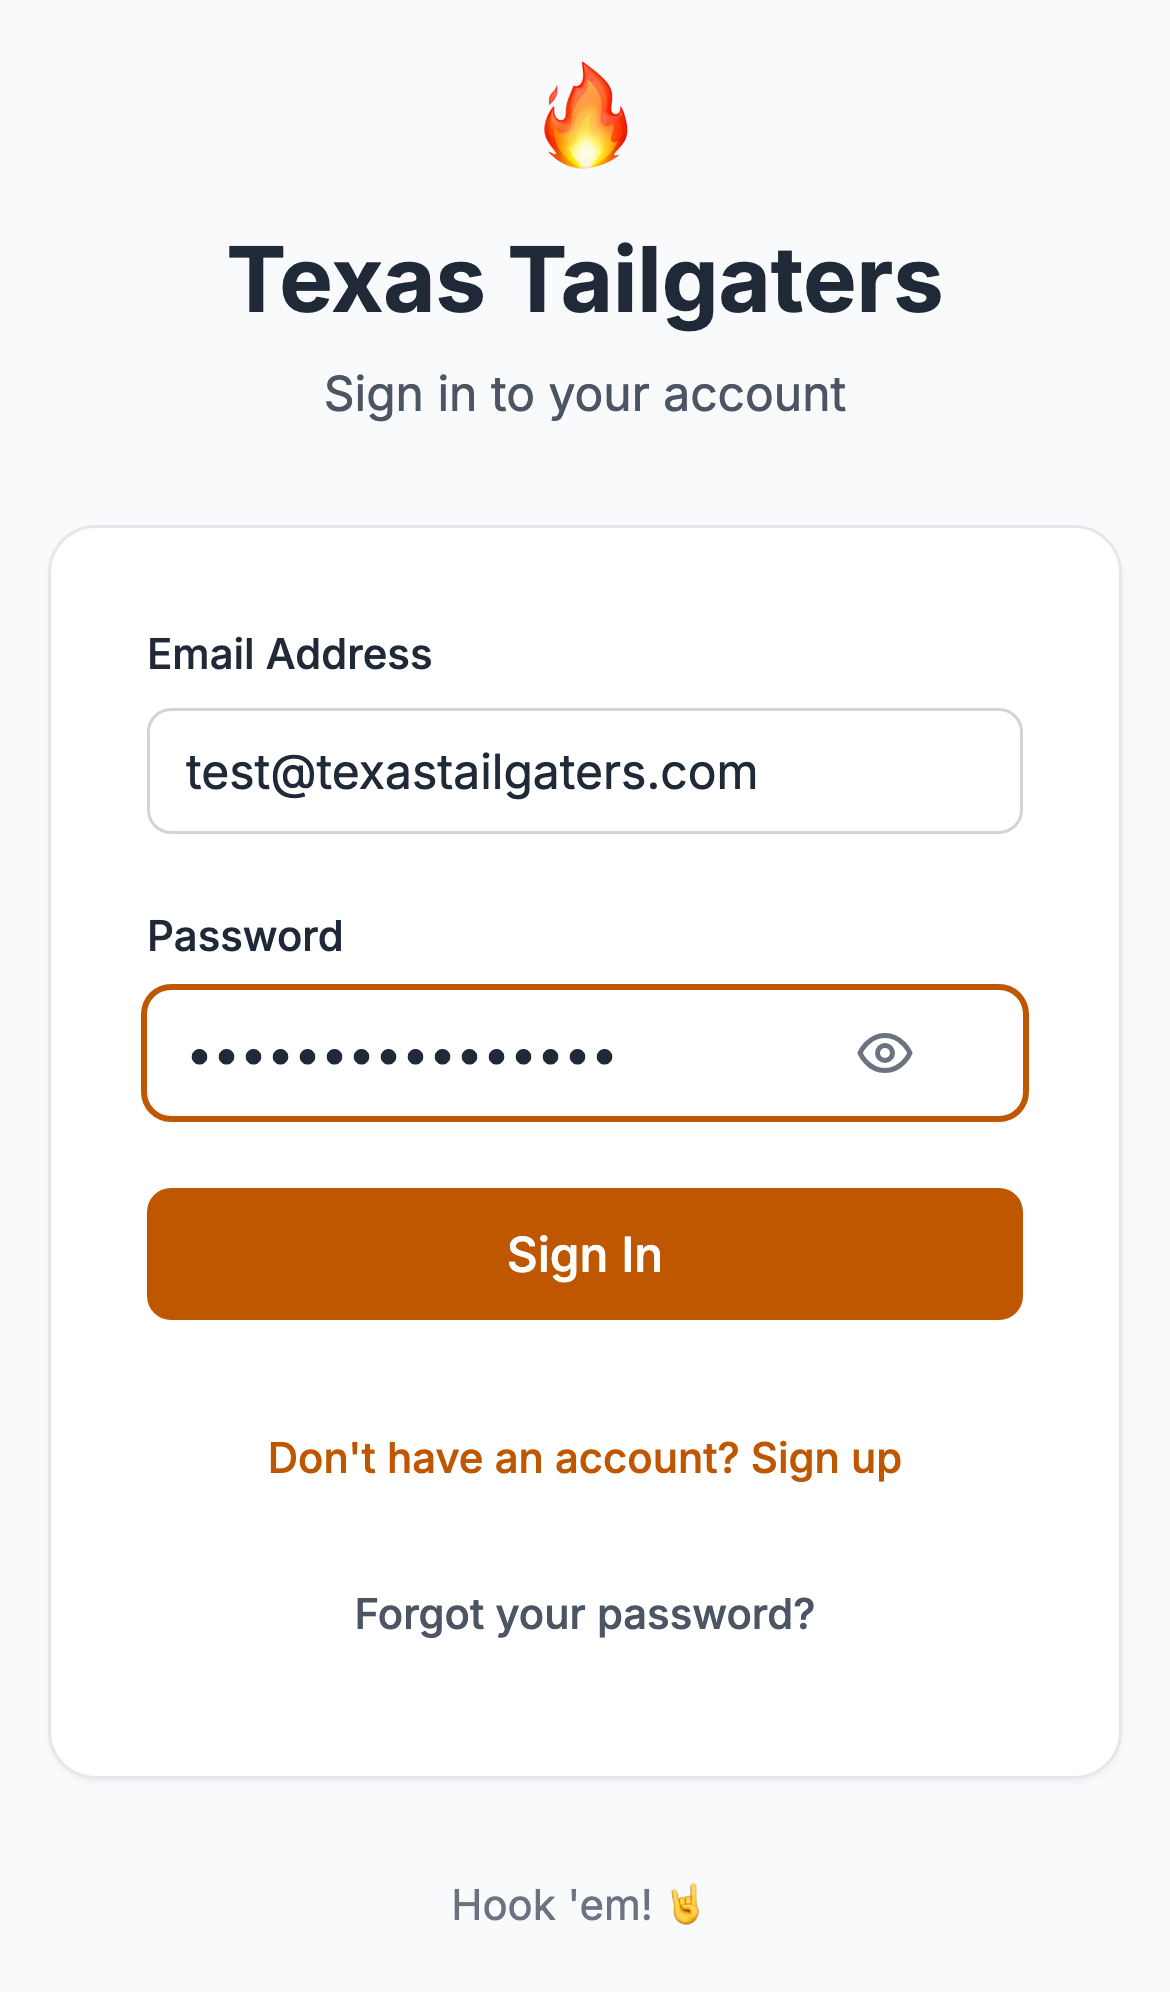 Texas Tailgaters
Sign in to your account
Email Address
test@texastailgaters.com
Password
••••••••••••••••
Sign In
Don't have an account? Sign up
Forgot your password?
Hook 'em! 🤘